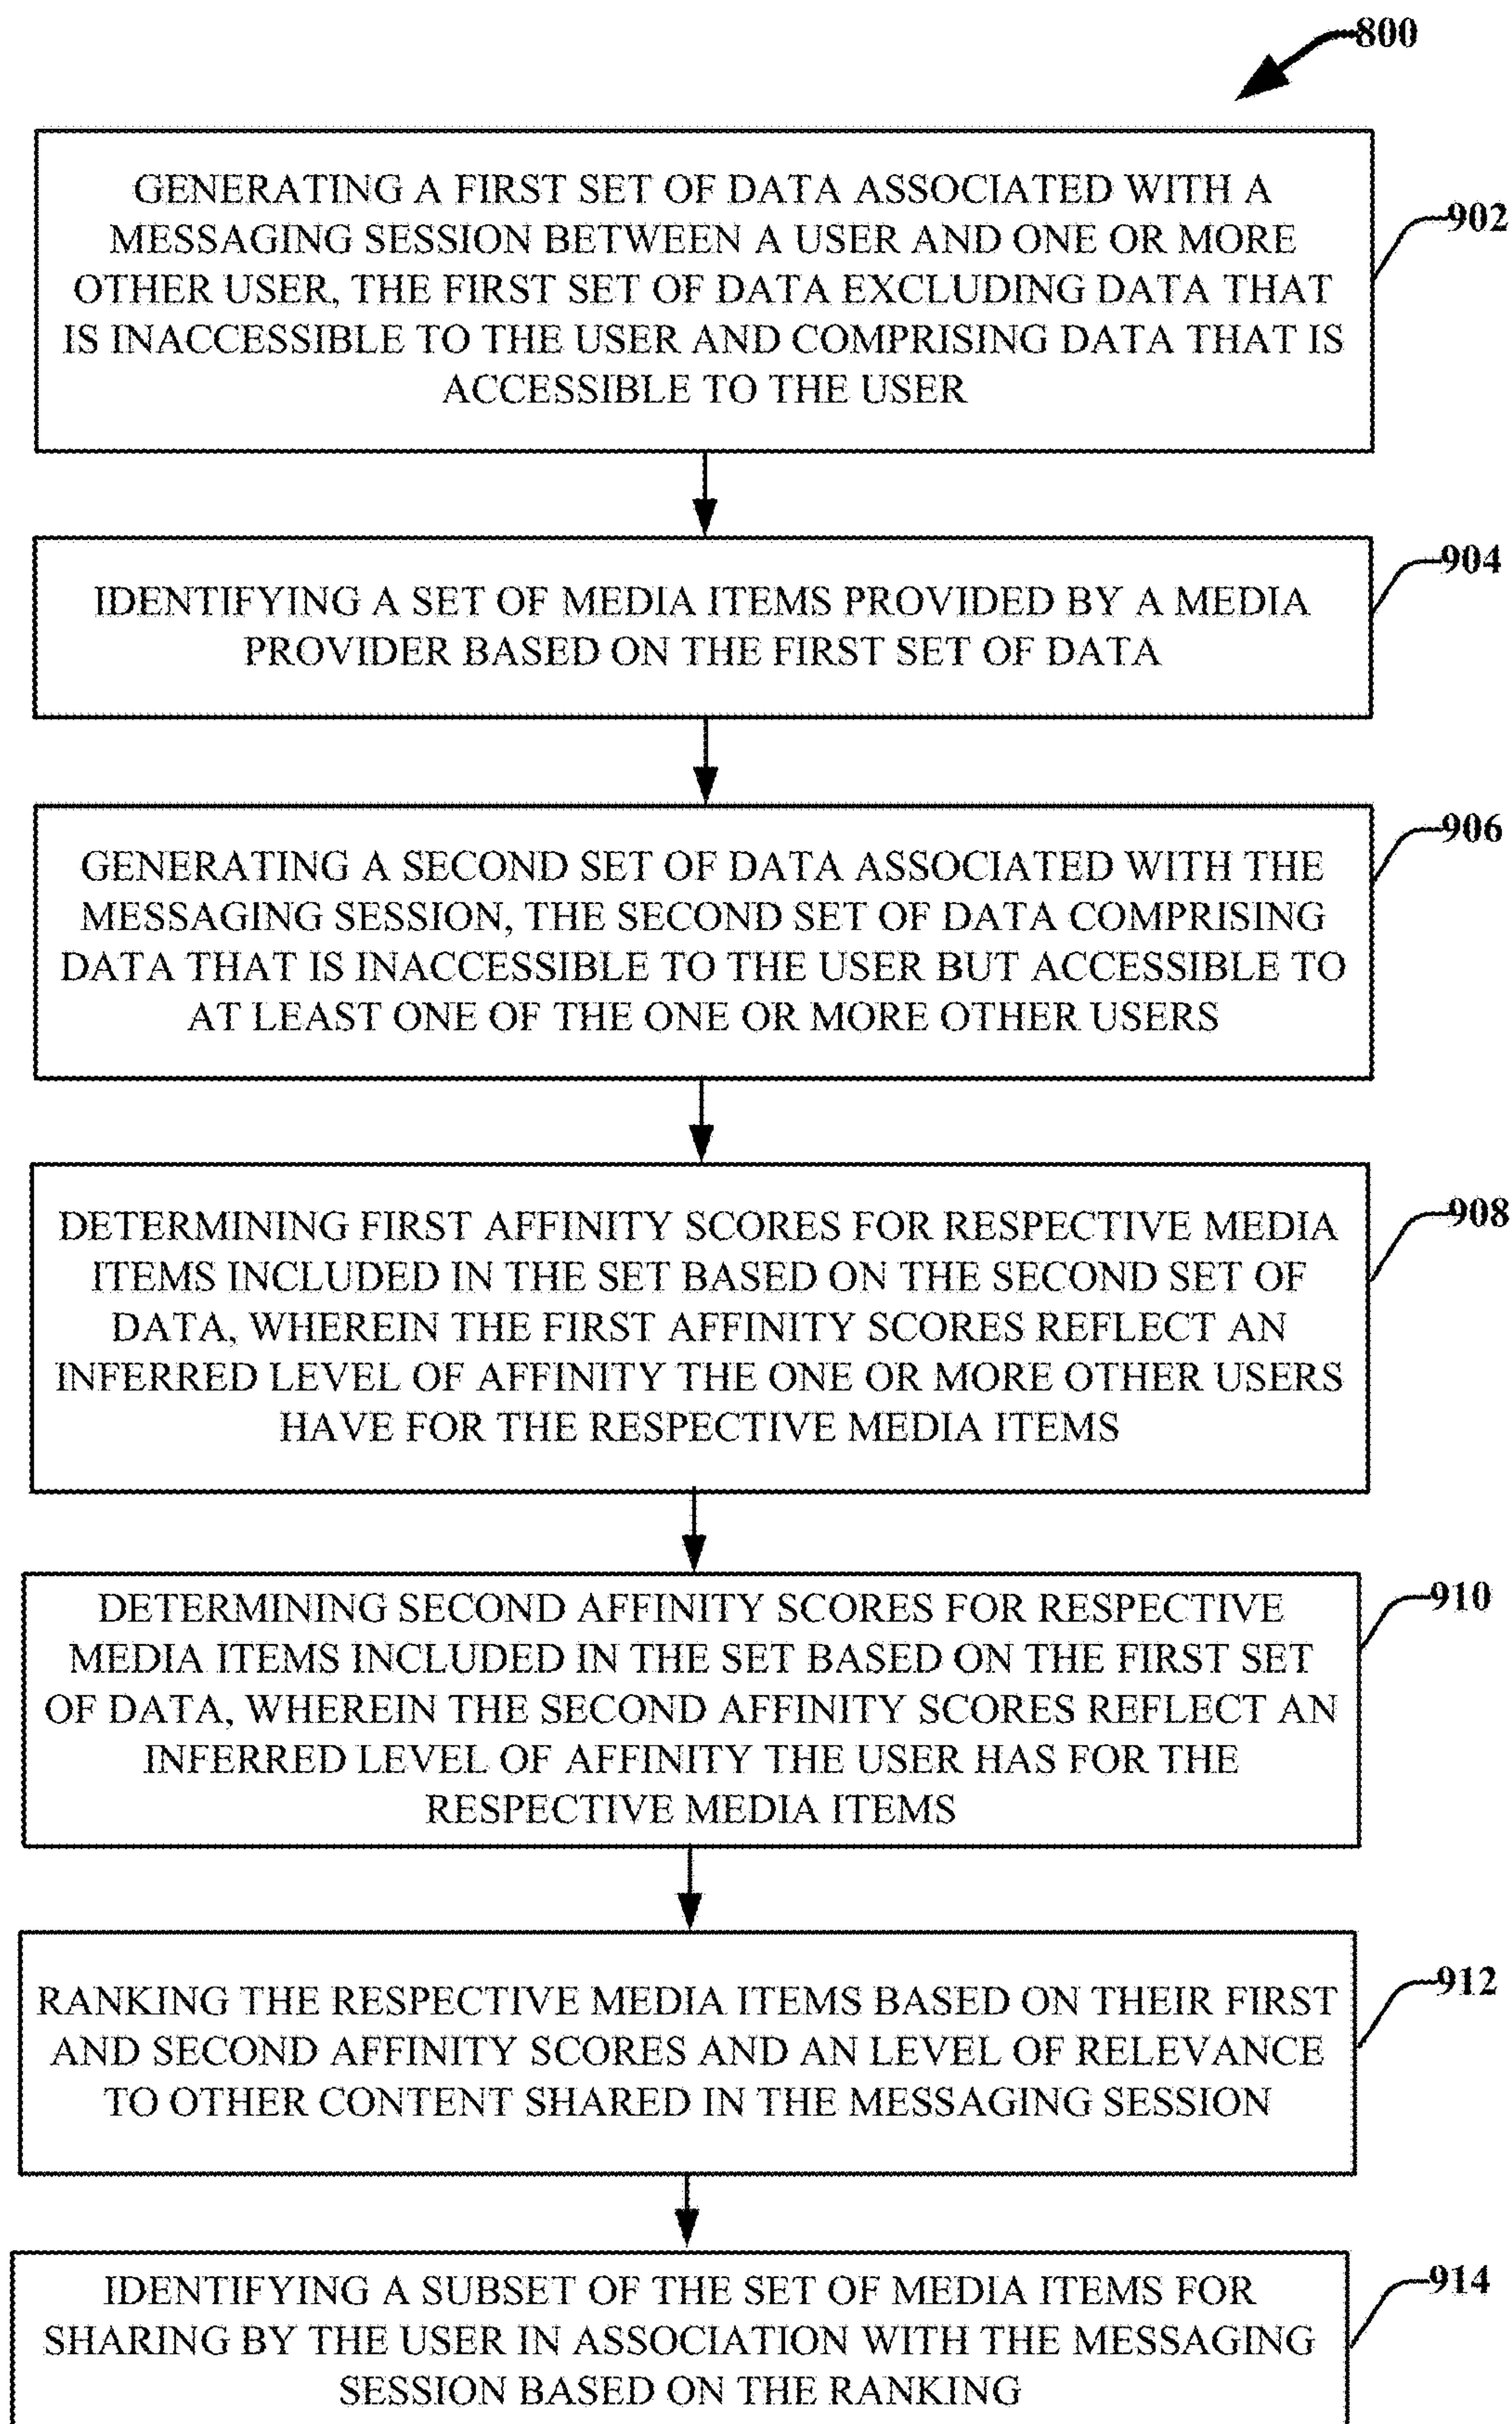 800
GENERATING A FIRST SET OF DATA ASSOCIATED WITH A
MESSAGING SESSION BETWEEN A USER AND ONE OR MORE
OTHER USER, THE FIRST SET OF DATA EXCLUDING DATA THAT
IS INACCESSIBLE TO THE USER AND COMPRISING DATA THAT IS
ACCESSIBLE TO THE USER
902
IDENTIFYING A SET OF MEDIA ITEMS PROVIDED BY A MEDIA
PROVIDER BASED ON THE FIRST SET OF DATA
904
GENERATING A SECOND SET OF DATA ASSOCIATED WITH THE
MESSAGING SESSION, THE SECOND SET OF DATA COMPRISING
DATA THAT IS INACCESSIBLE TO THE USER BUT ACCESSIBLE TO
AT LEAST ONE OF THE ONE OR MORE OTHER USERS
906
DETERMINING FIRST AFFINITY SCORES FOR RESPECTIVE MEDIA
ITEMS INCLUDED IN THE SET BASED ON THE SECOND SET OF
DATA, WHEREIN THE FIRST AFFINITY SCORES REFLECT AN
INFERRED LEVEL OF AFFINITY THE ONE OR MORE OTHER USERS
HAVE FOR THE RESPECTIVE MEDIA ITEMS
908
DETERMINING SECOND AFFINITY SCORES FOR RESPECTIVE
MEDIA ITEMS INCLUDED IN THE SET BASED ON THE FIRST SET
OF DATA, WHEREIN THE SECOND AFFINITY SCORES REFLECT AN
INFERRED LEVEL OF AFFINITY THE USER HAS FOR THE
RESPECTIVE MEDIA ITEMS
910
RANKING THE RESPECTIVE MEDIA ITEMS BASED ON THEIR FIRST
AND SECOND AFFINITY SCORES AND AN LEVEL OF RELEVANCE
TO OTHER CONTENT SHARED IN THE MESSAGING SESSION
912
IDENTIFYING A SUBSET OF THE SET OF MEDIA ITEMS FOR
SHARING BY THE USER IN ASSOCIATION WITH THE MESSAGING
SESSION BASED ON THE RANKING
914